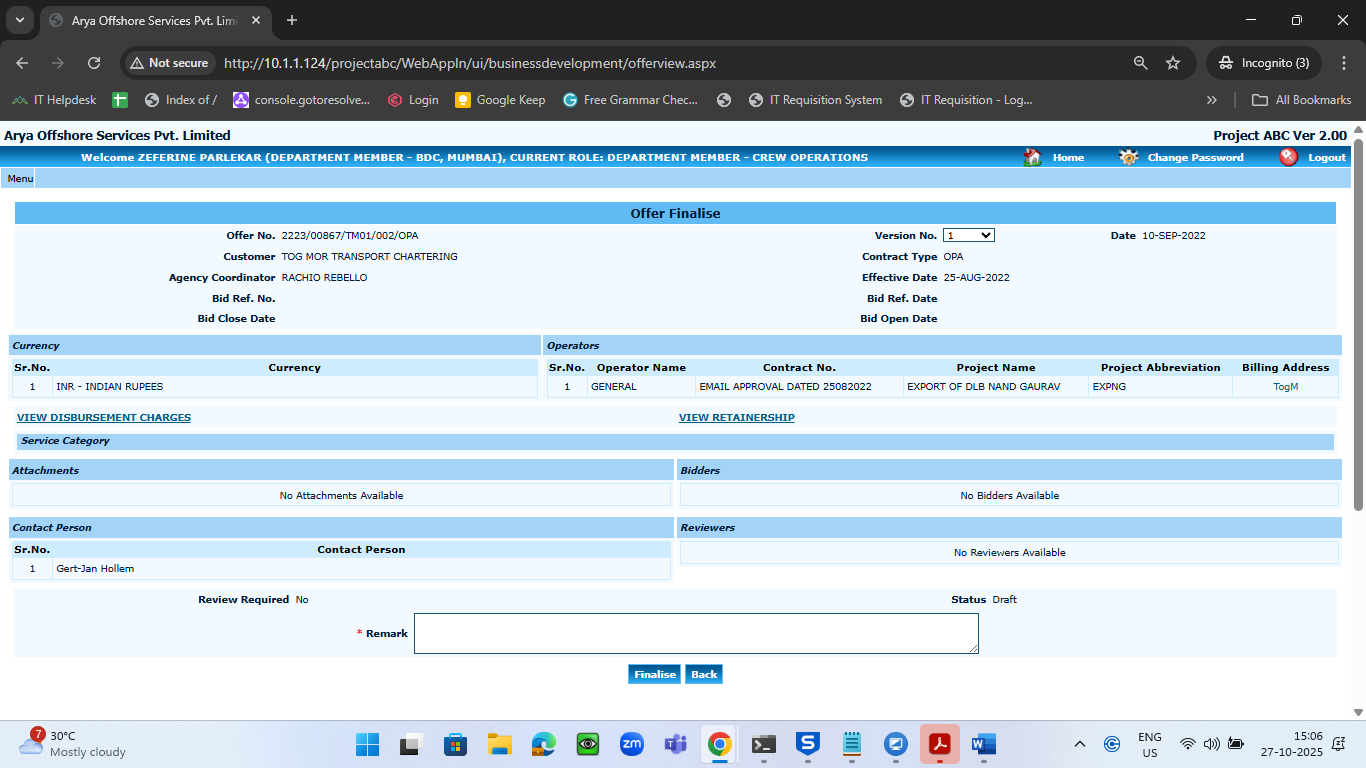 Arya Offshore Services Pvt. Limi
Not secure http://10.1.1.124/projectabc/WebAppIn/ui/businessdevelopment/offerview.aspx Incognito (3)
IT Helpdesk Index of / console.gotoresolve... Login Google Keep Free Grammar Chec... IT Requisition System IT Requisition - Log... » All Bookmarks
Arya Offshore Services Pvt. Limited Project ABC Ver 2.00
Welcome ZEFERINE PARLEKAR (DEPARTMENT MEMBER - BDC, MUMBAI), CURRENT ROLE: DEPARTMENT MEMBER - CREW OPERATIONS Home Change Password Logout
Menu
Offer Finalise
Offer No. 2223/00867/TM01/002/OPA Version No. 1 Date 10-SEP-2022
Customer TOG MOR TRANSPORT CHARTERING Contract Type OPA
Agency Coordinator RACHIO REBELLO Effective Date 25-AUG-2022
Bid Ref. No. Bid Ref. Date
Bid Close Date Bid Open Date
Currency Operators
Sr.No. Currency Sr.No. Operator Name Contract No. Project Name Project Abbreviation Billing Address
1 INR - INDIAN RUPEES 1 GENERAL EMAIL APPROVAL DATED 25082022 EXPORT OF DLB NAND GAURAV EXPNG TogM
VIEW DISBURSEMENT CHARGES VIEW RETAINERSHIP
Service Category
Attachments Bidders
No Attachments Available No Bidders Available
Contact Person Reviewers
Sr.No. Contact Person No Reviewers Available
1 Gert-Jan Hollem
Review Required No Status Draft
* Remark
Finalise Back
7 30°C
Mostly cloudy
zm
ENG
US
15:06
27-10-2025